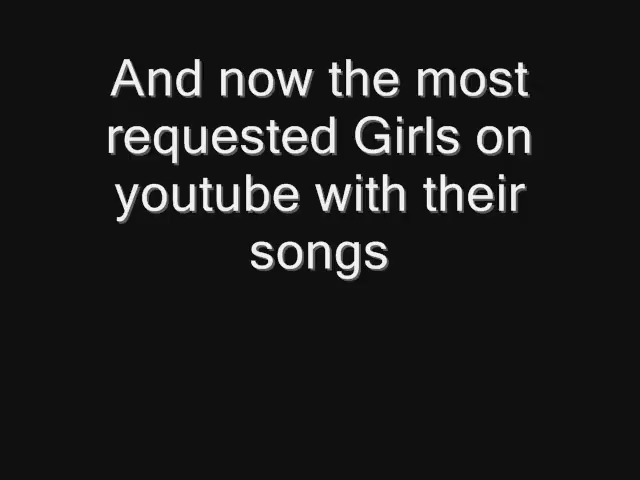 And now the most
requested Girls on
youtube with their
songs